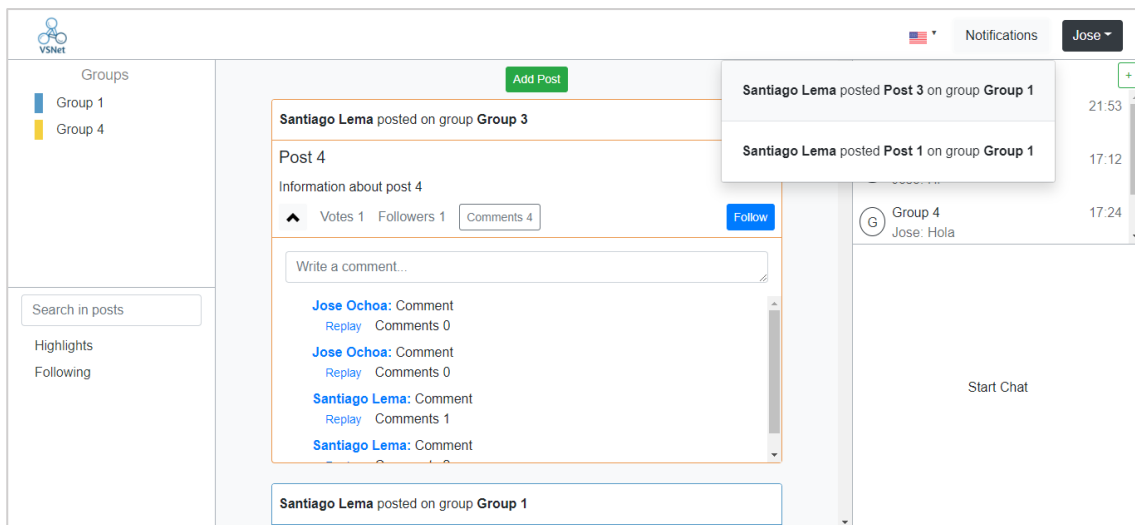 VSNet
Notifications
Jose
Groups
Group 1
Group 4
Search in posts
Highlights
Following
Add Post
Santiago Lema posted on group Group 3
Post 4
Information about post 4
Votes 1 Followers 1 Comments 4
Follow
Write a comment...
Jose Ochoa: Comment
Replay Comments 0
Jose Ochoa: Comment
Replay Comments 0
Santiago Lema: Comment
Replay Comments 1
Santiago Lema: Comment
Santiago Lema posted on group Group 1
Santiago Lema posted Post 3 on group Group 1
Santiago Lema posted Post 1 on group Group 1
+
21:53
17:12
G Group 4 17:24
Jose: Hola
Start Chat